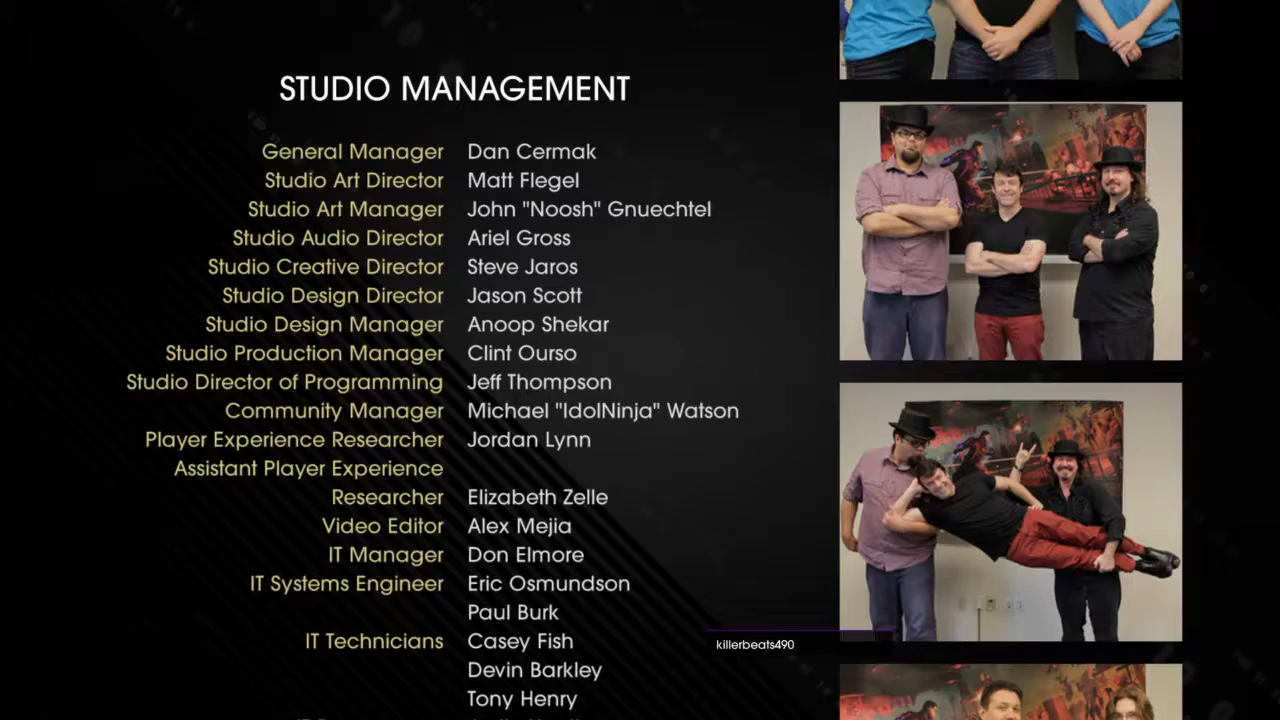 STUDIO MANAGEMENT
General Manager Dan Cermak
Studio Art Director Matt Flegel
Studio Art Manager John "Noosh" Gnuechtel
Studio Audio Director Ariel Gross
Studio Creative Director Steve Jaros
Studio Design Director Jason Scott
Studio Design Manager Anoop Shekar
Studio Production Manager Clint Ourso
Studio Director of Programming Jeff Thompson
Community Manager Michael "IdolNinja" Watson
Player Experience Researcher Jordan Lynn
Assistant Player Experience
Researcher Elizabeth Zelle
Video Editor Alex Mejia
IT Manager Don Elmore
IT Systems Engineer Eric Osmundson
Paul Burk
IT Technicians Casey Fish
killerbeats490
Devin Barkley
Tony Henry